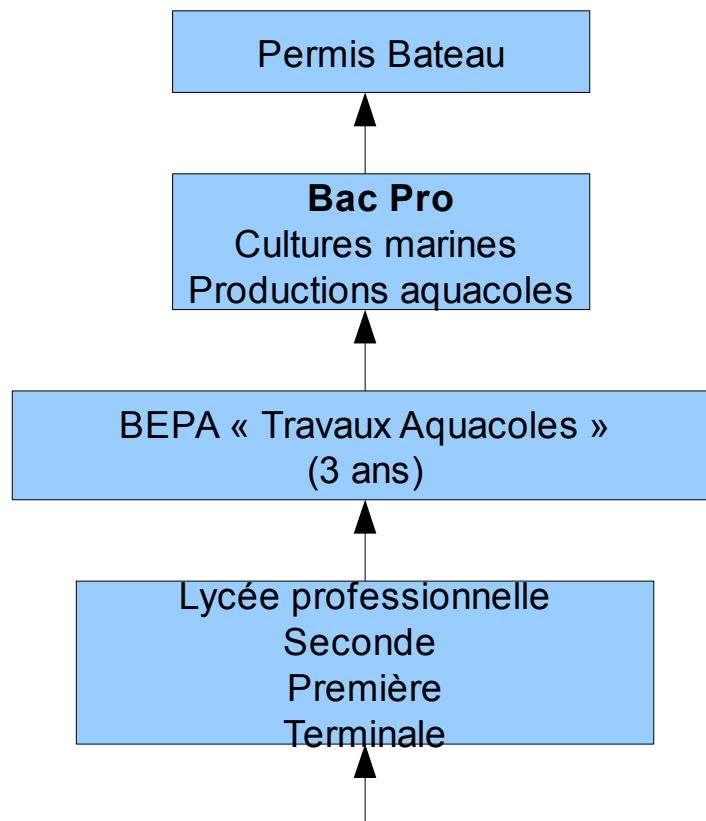 Permis Bateau
Bac Pro
Cultures marines
Productions aquacoles
BEPA « Travaux Aquacoles »
(3 ans)
Lycée professionnelle
Seconde
Première
Terminale